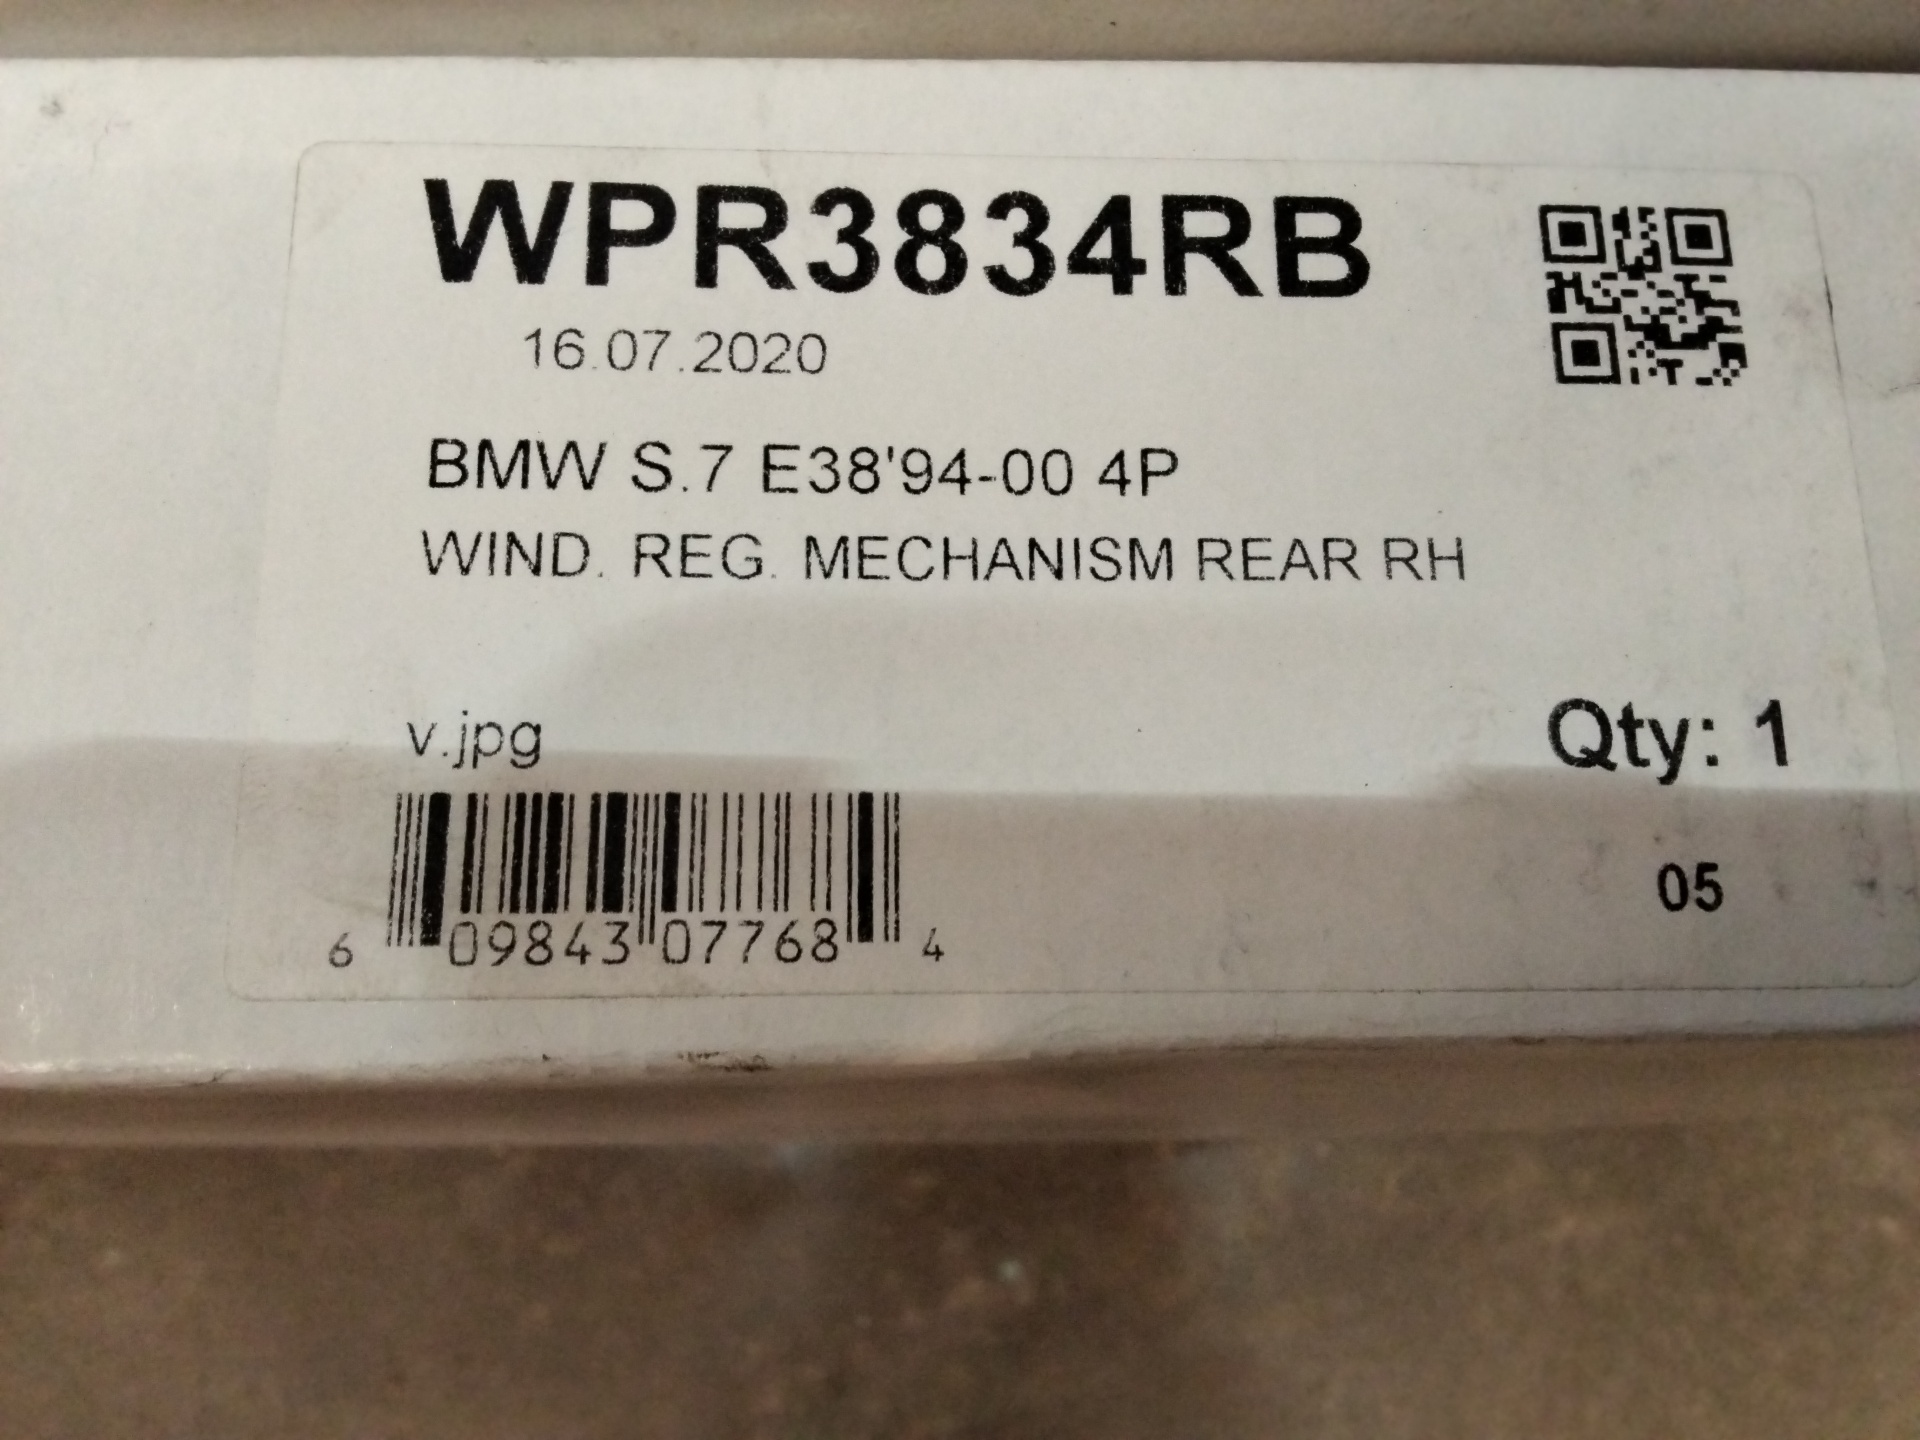 WPR3834RB
16.07.2020
BMW S.7 E38'94-00 4P
WIND. REG. MECHANISM REAR RH
v.jpg
Qty: 1
05
6 09843 07768 4